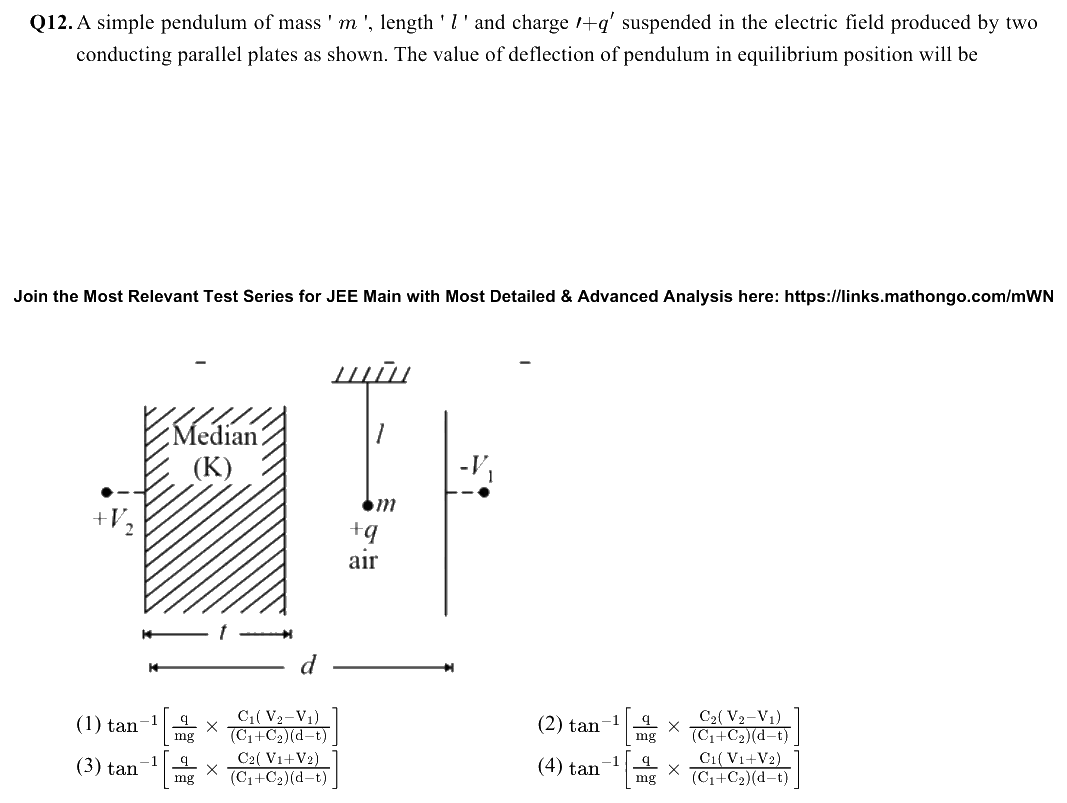 Q12. A simple pendulum of mass ' m ', length ' l ' and charge '+q' suspended in the electric field produced by two
conducting parallel plates as shown. The value of deflection of pendulum in equilibrium position will be
Join the Most Relevant Test Series for JEE Main with Most Detailed & Advanced Analysis here: https://links.mathongo.com/mWN
Median
(K)
l
-V₁
m
+V₂
+q
air
t
d
(1) tan⁻¹[q/mg × C₁( V₂−V₁)/(C₁+C₂)(d−t)]
(2) tan⁻¹[q/mg × C₂( V₂−V₁)/(C₁+C₂)(d−t)]
(3) tan⁻¹[q/mg × C₂( V₁+V₂)/(C₁+C₂)(d−t)]
(4) tan⁻¹[q/mg × C₁( V₁+V₂)/(C₁+C₂)(d−t)]